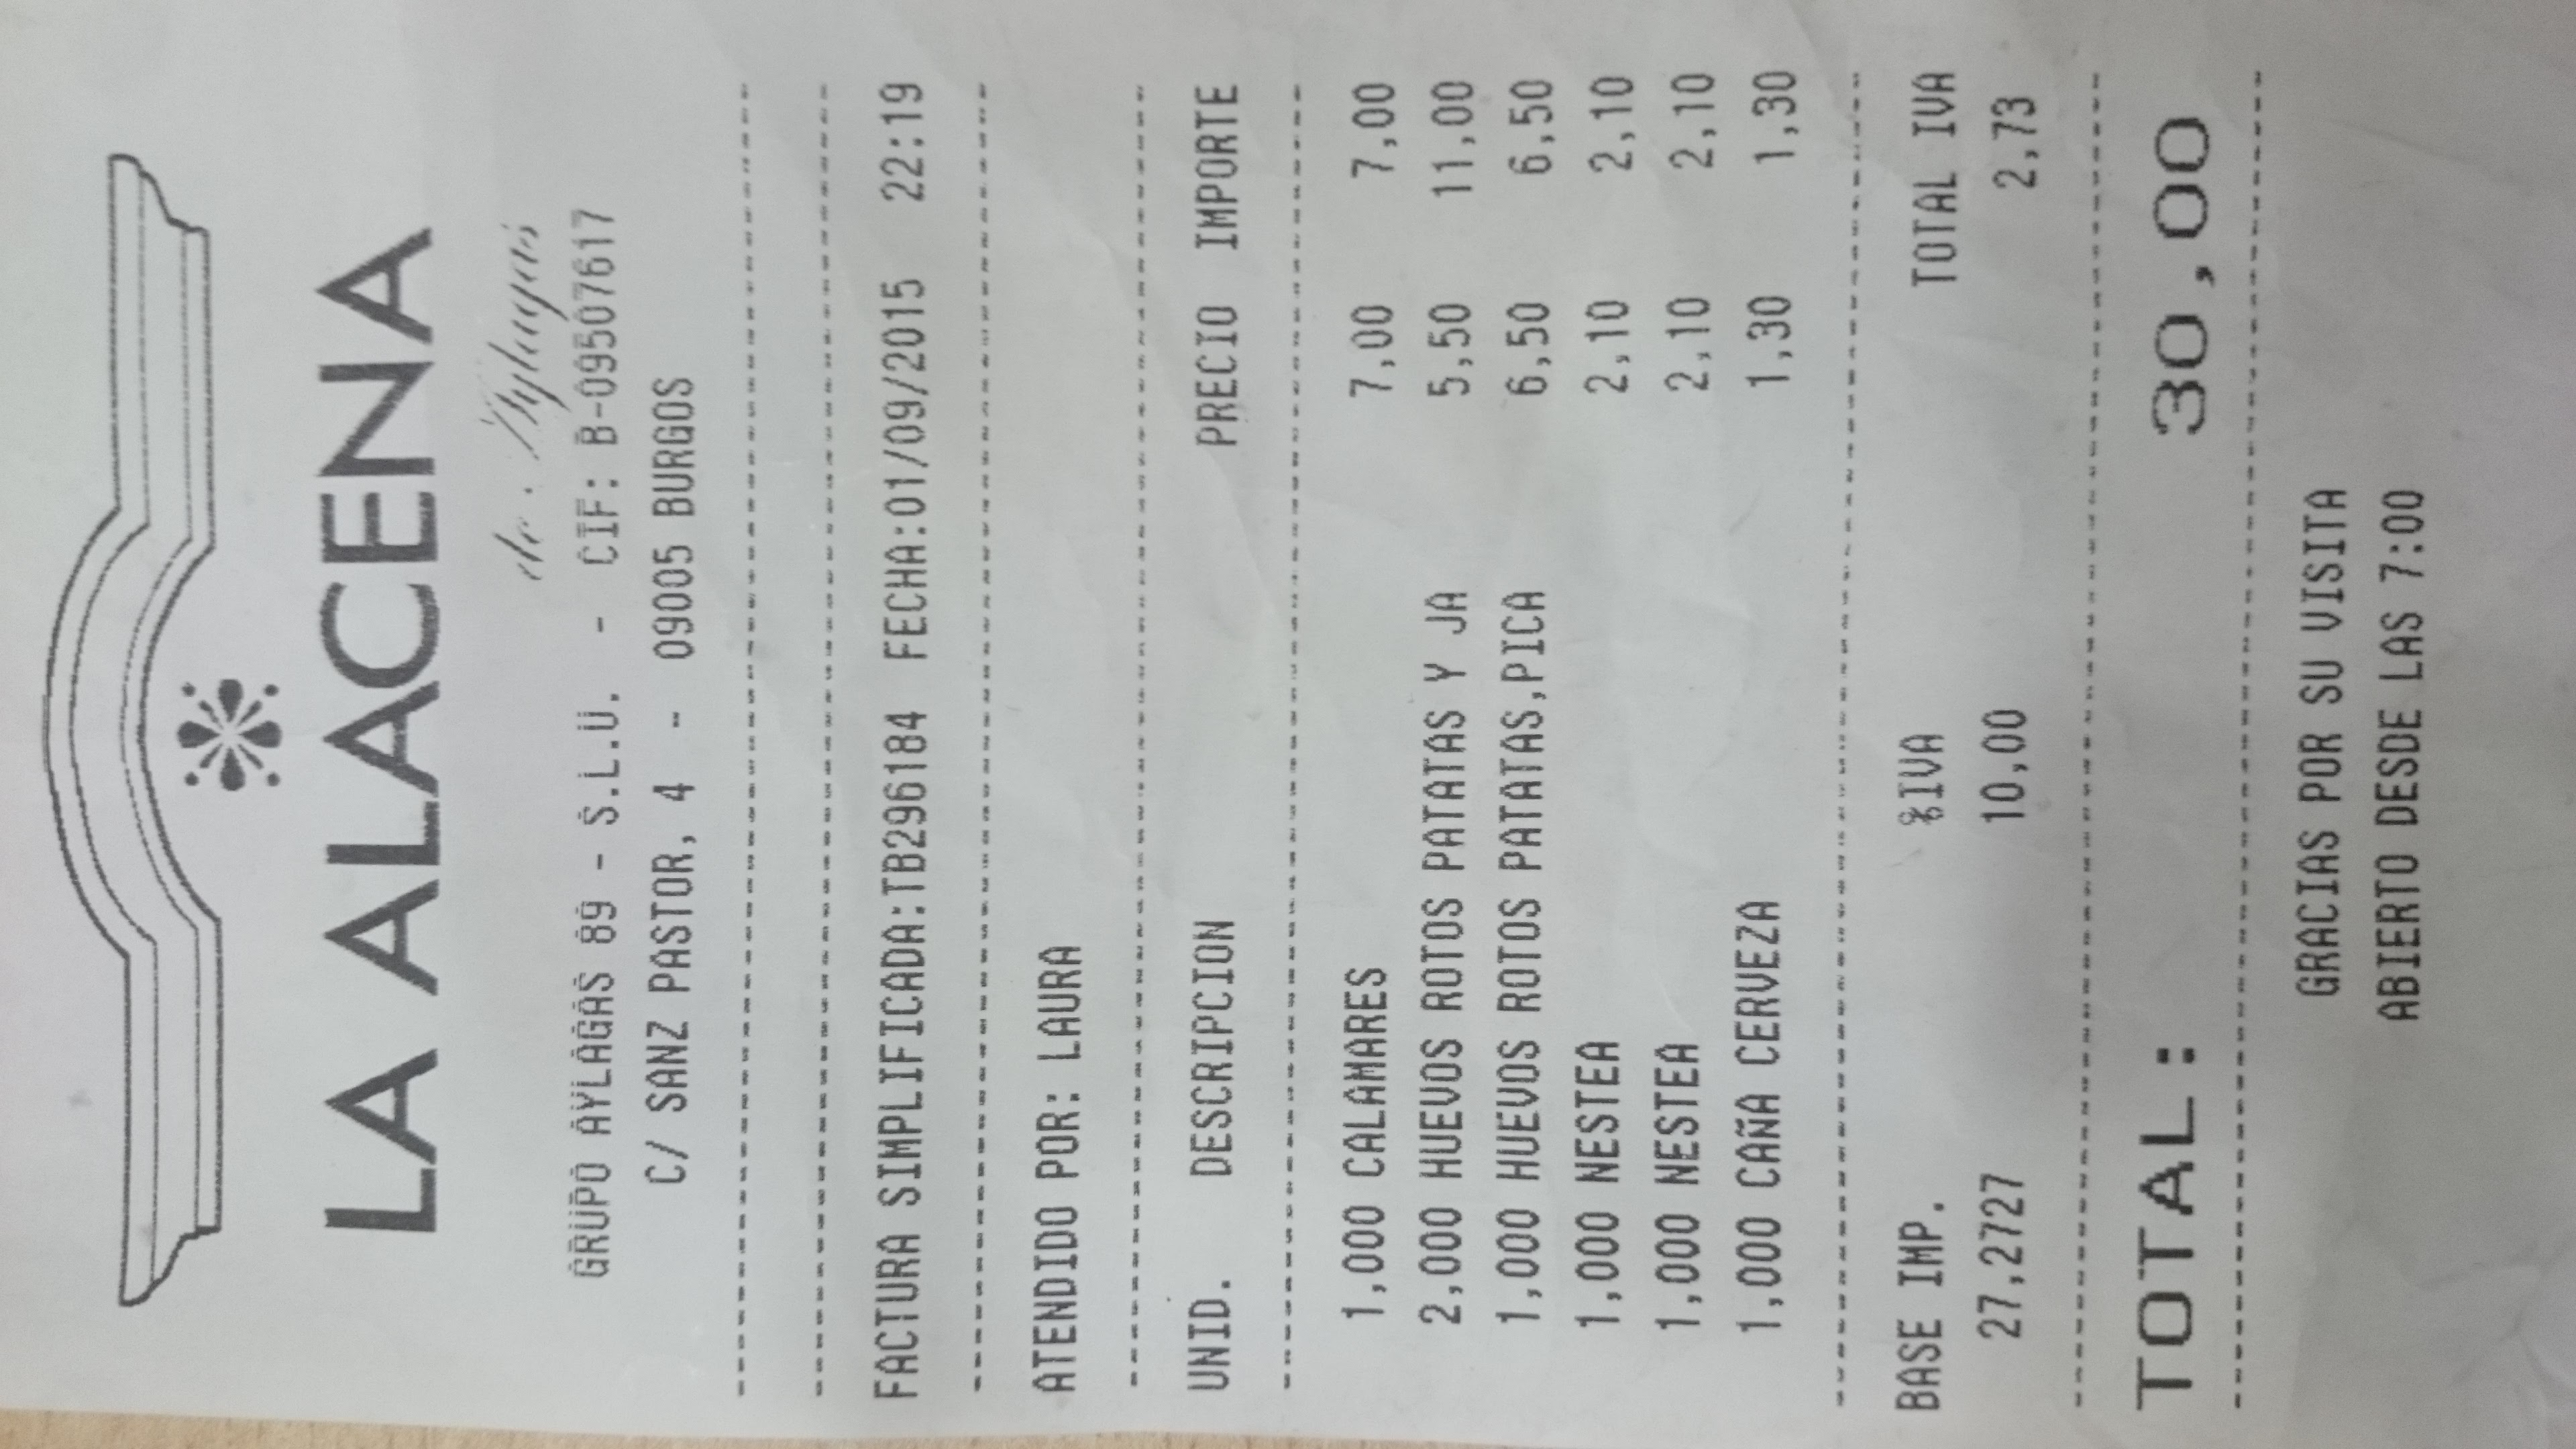 LA ALACENA
de Aylagas
GRUPO AYLAGAS 89 - S.L.U. - CIF: B-09507617
C/ SANZ PASTOR, 4 - 09005 BURGOS
FACTURA SIMPLIFICADA:TB296184 FECHA:01/09/2015 22:19
ATENDIDO POR: LAURA
UNID. DESCRIPCION PRECIO IMPORTE
1,000 CALAMARES 7,00 7,00
2,000 HUEVOS ROTOS PATATAS Y JA 5,50 11,00
1,000 HUEVOS ROTOS PATATAS,PICA 6,50 6,50
1,000 NESTEA 2,10 2,10
1,000 NESTEA 2,10 2,10
1,000 CAÑA CERVEZA 1,30 1,30
BASE IMP. %IVA TOTAL IVA
27,2727 10,00 2,73
TOTAL: 30,00
GRACIAS POR SU VISITA
ABIERTO DESDE LAS 7:00